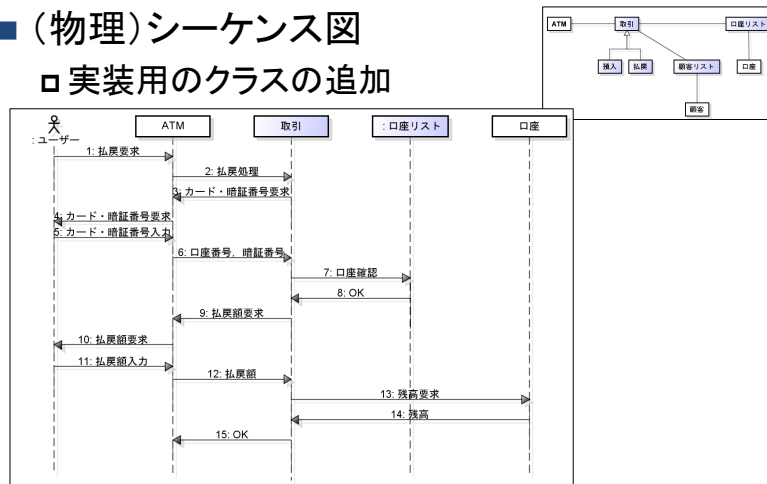 （物理）シーケンス図
実装用のクラスの追加
ATM
取引
口座リスト
預入
払戻
顧客リスト
口座
顧客
: ユーザー
ATM
取引
: 口座リスト
口座
1: 払戻要求
2: 払戻処理
3: カード・暗証番号要求
4: カード・暗証番号要求
5: カード・暗証番号入力
6: 口座番号，暗証番号
7: 口座確認
8: OK
9: 払戻額要求
10: 払戻額要求
11: 払戻額入力
12: 払戻額
13: 残高要求
14: 残高
15: OK